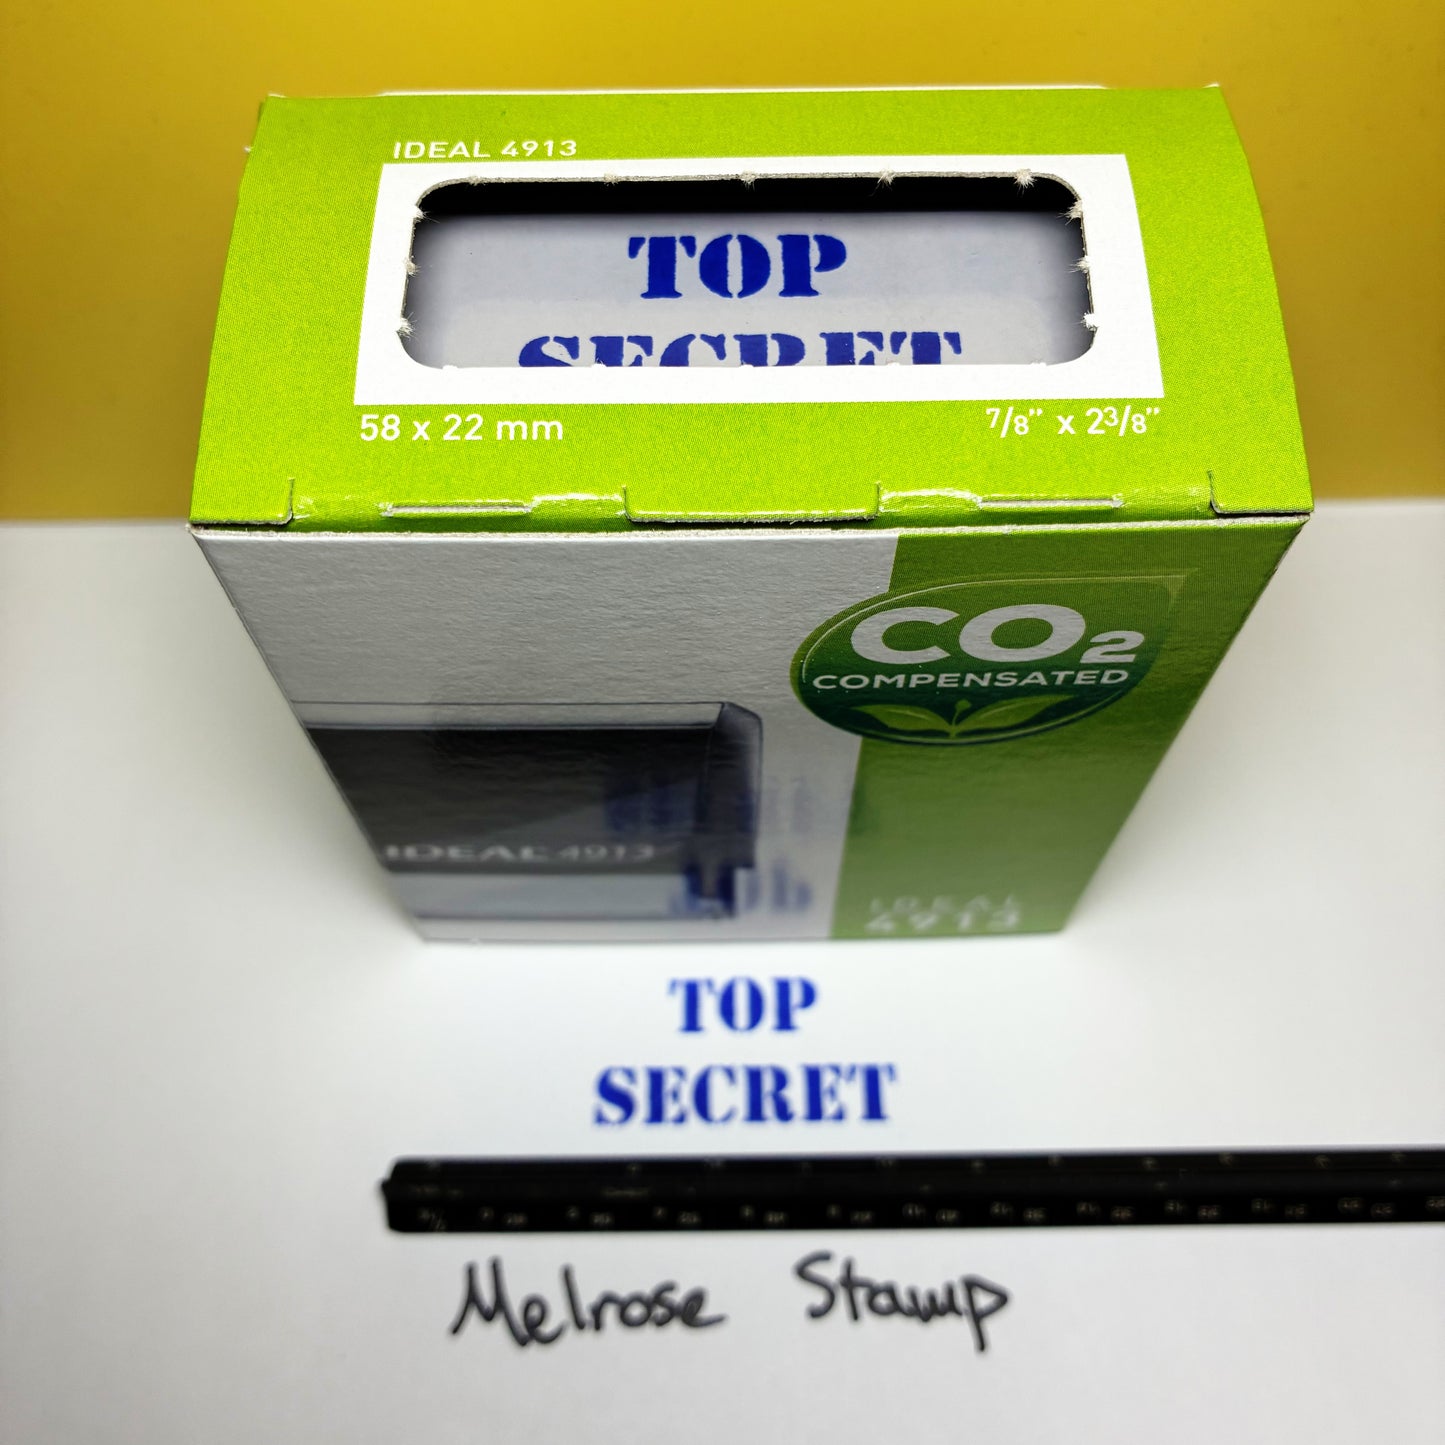 IDEAL 4913
TOP
SECRET
58 x 22 mm
7/8" x 23/8"
CO2
COMPENSATED
IDEAL 4913
IDEAL
4913
TOP
SECRET
Melrose Stamp